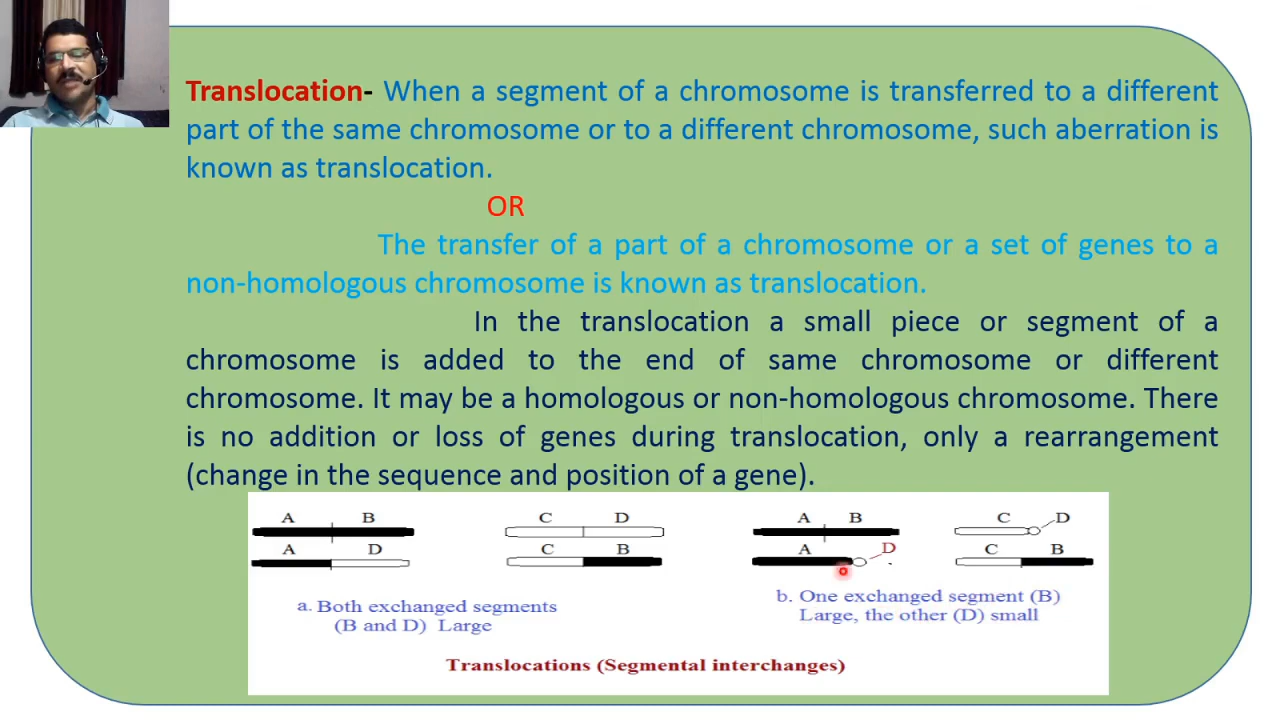 Translocation- When a segment of a chromosome is transferred to a different
part of the same chromosome or to a different chromosome, such aberration is
known as translocation.
OR
The transfer of a part of a chromosome or a set of genes to a
non-homologous chromosome is known as translocation.
In the translocation a small piece or segment of a
chromosome is added to the end of same chromosome or different
chromosome. It may be a homologous or non-homologous chromosome. There
is no addition or loss of genes during translocation, only a rearrangement
(change in the sequence and position of a gene).
A B C D A B C D
A D C B A D C B
a. Both exchanged segments
(B and D) Large
b. One exchanged segment (B)
Large, the other (D) small
Translocations (Segmental interchanges)